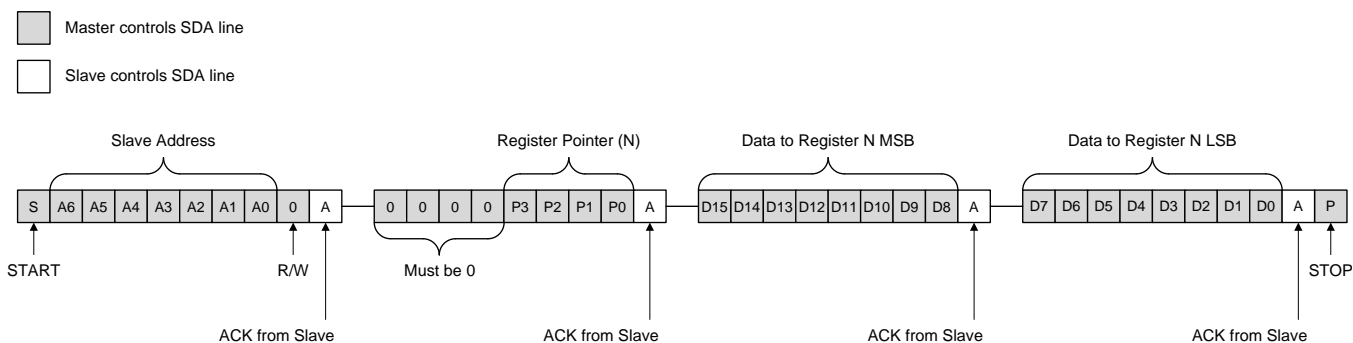 Master controls SDA line
Slave controls SDA line
Slave Address Register Pointer (N) Data to Register N MSB Data to Register N LSB
S A6 A5 A4 A3 A2 A1 A0 0 A 0 0 0 0 P3 P2 P1 P0 A D15 D14 D13 D12 D11 D10 D9 D8 A D7 D6 D5 D4 D3 D2 D1 D0 A P
START R/W Must be 0 STOP
ACK from Slave ACK from Slave ACK from Slave ACK from Slave